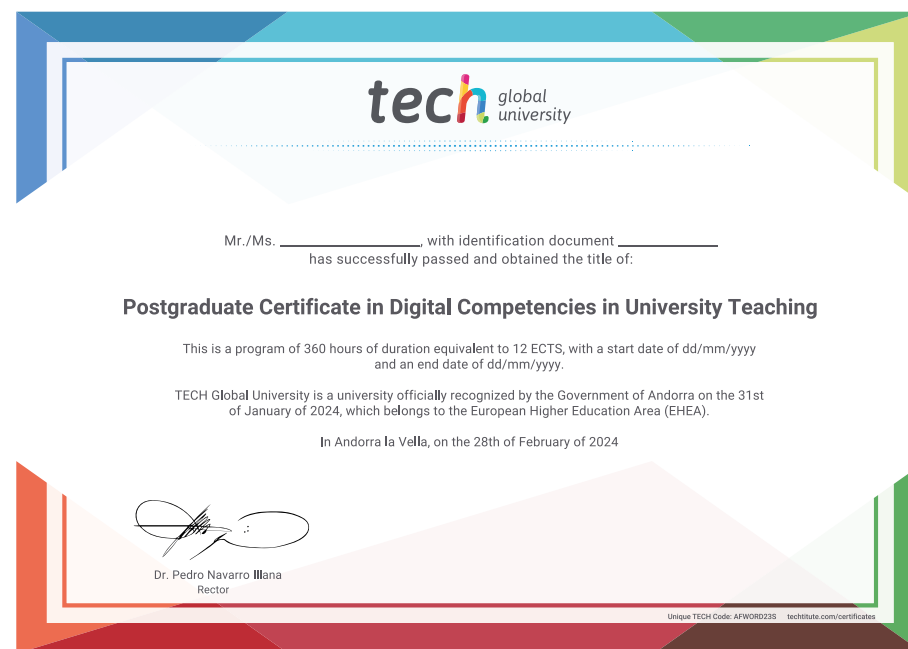 tech global university
Mr./Ms. ____________________, with identification document ______________
has successfully passed and obtained the title of:
Postgraduate Certificate in Digital Competencies in University Teaching
This is a program of 360 hours of duration equivalent to 12 ECTS, with a start date of dd/mm/yyyy
and an end date of dd/mm/yyyy.
TECH Global University is a university officially recognized by the Government of Andorra on the 31st
of January of 2024, which belongs to the European Higher Education Area (EHEA).
In Andorra la Vella, on the 28th of February of 2024
Dr. Pedro Navarro Illana
Rector
Unique TECH Code: AFWORD23S techtitute.com/certificates